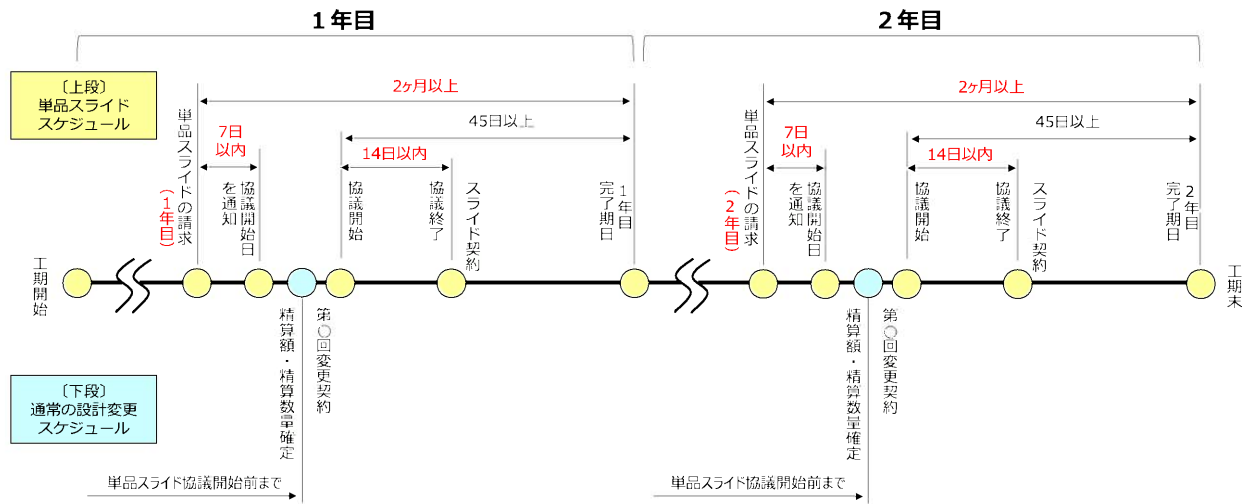 1年目
2年目
〔上段〕
単品スライド
スケジュール
2ヶ月以上
45日以上
7日
以内
14日以内
単品スライドの請求
（1年目）
協議開始日
を通知
協議開始
協議終了
スライド契約
1年目
完了期日
2ヶ月以上
45日以上
7日
以内
14日以内
単品スライドの請求
（2年目）
協議開始日
を通知
協議開始
協議終了
スライド契約
2年目
完了期日
工期開始
工期末
第〇回変更契約
精算額・精算数量確定
第〇回変更契約
精算額・精算数量確定
〔下段〕
通常の設計変更
スケジュール
単品スライド協議開始前まで
単品スライド協議開始前まで